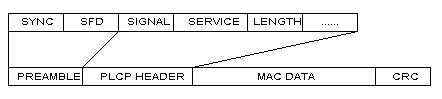 SYNC SFD SIGNAL SERVICE LENGTH ......
PREAMBLE PLCP HEADER MAC DATA CRC